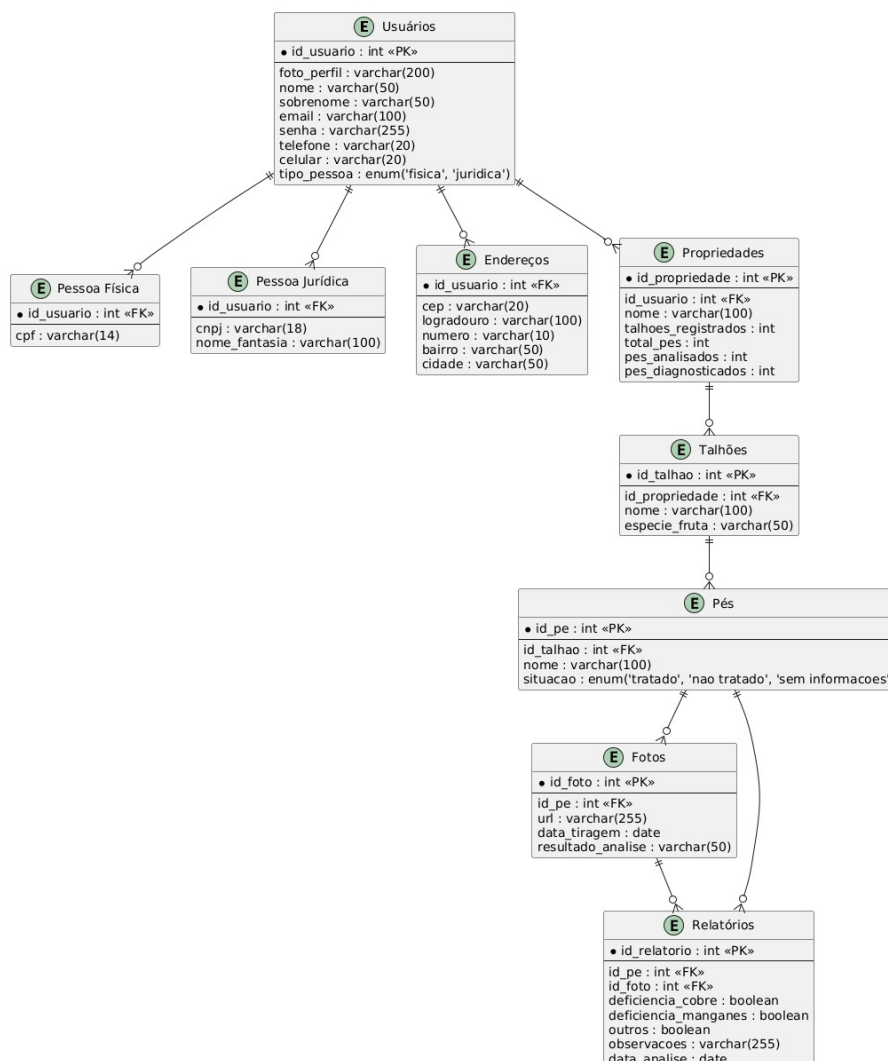 E Usuários
id_usuario : int «PK»
foto_perfil : varchar(200)
nome : varchar(50)
sobrenome : varchar(50)
email : varchar(100)
senha : varchar(255)
telefone : varchar(20)
celular : varchar(20)
tipo_pessoa : enum('fisica', 'juridica')
E Pessoa Física
id_usuario : int «FK»
cpf : varchar(14)
E Pessoa Jurídica
id_usuario : int «FK»
cnpj : varchar(18)
nome_fantasia : varchar(100)
E Endereços
id_usuario : int «FK»
cep : varchar(20)
logradouro : varchar(100)
numero : varchar(10)
bairro : varchar(50)
cidade : varchar(50)
E Propriedades
id_propriedade : int «PK»
id_usuario : int «FK»
nome : varchar(100)
talhoes_registrados : int
total_pes : int
pes_analisados : int
pes_diagnosticados : int
E Talhões
id_talhao : int «PK»
id_propriedade : int «FK»
nome : varchar(100)
especie_fruta : varchar(50)
E Pés
id_pe : int «PK»
id_talhao : int «FK»
nome : varchar(100)
situacao : enum('tratado', 'nao tratado', 'sem informacoes'
E Fotos
id_foto : int «PK»
id_pe : int «FK»
url : varchar(255)
data_tiragem : date
resultado_analise : varchar(50)
E Relatórios
id_relatorio : int «PK»
id_pe : int «FK»
id_foto : int «FK»
deficiencia_cobre : boolean
deficiencia_manganes : boolean
outros : boolean
observacoes : varchar(255)
data_analise : date